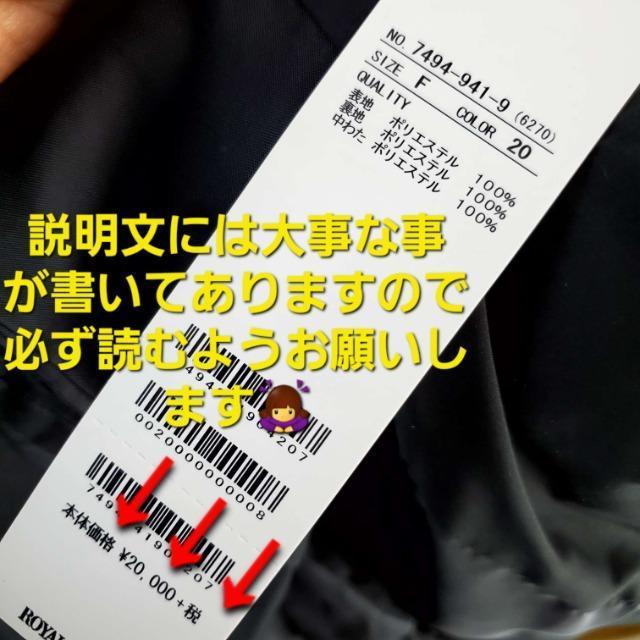 NO. 7494-941-9 (6270)
SIZE F COLOR 20
QUALITY
表地 ポリエステル 100%
裏地 ポリエステル 100%
中わた ポリエステル 100%
説明文には大事な事
が書いてありますので
必ず読むようお願いし
ます🙇‍♀️
0020000000008
本体価格 ¥20,000+税